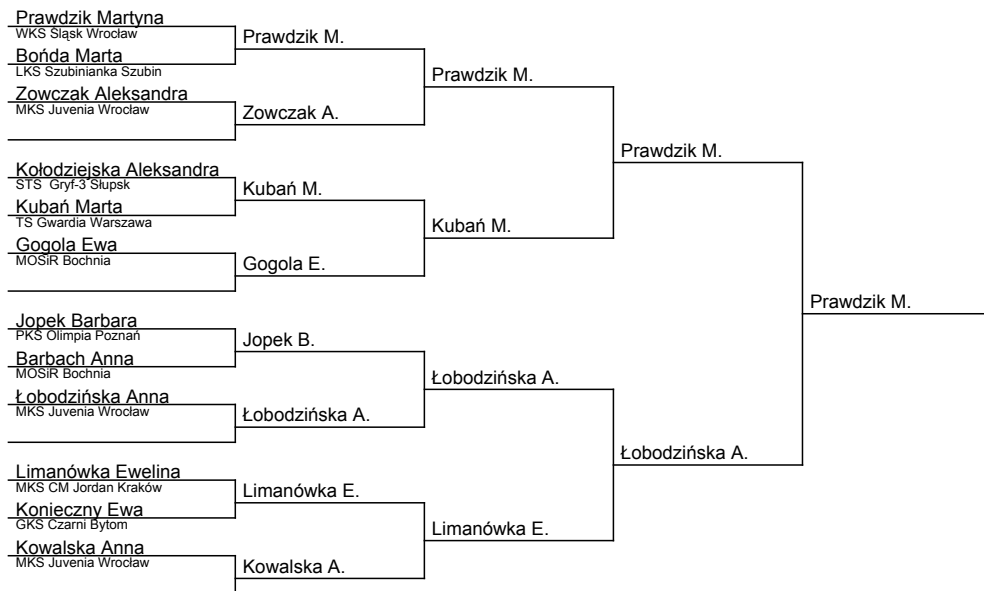 Prawdzik Martyna
WKS Śląsk Wrocław
Prawdzik M.
Bońda Marta
LKS Szubinianka Szubin
Prawdzik M.
Zowczak Aleksandra
MKS Juvenia Wrocław
Zowczak A.
Prawdzik M.
Kołodziejska Aleksandra
STS Gryf-3 Słupsk
Kubań M.
Kubań Marta
TS Gwardia Warszawa
Kubań M.
Gogola Ewa
MOSiR Bochnia
Gogola E.
Prawdzik M.
Jopek Barbara
PKS Olimpia Poznań
Jopek B.
Barbach Anna
MOSiR Bochnia
Łobodzińska A.
Łobodzińska Anna
MKS Juvenia Wrocław
Łobodzińska A.
Łobodzińska A.
Limanówka Ewelina
MKS CM Jordan Kraków
Limanówka E.
Konieczny Ewa
GKS Czarni Bytom
Limanówka E.
Kowalska Anna
MKS Juvenia Wrocław
Kowalska A.